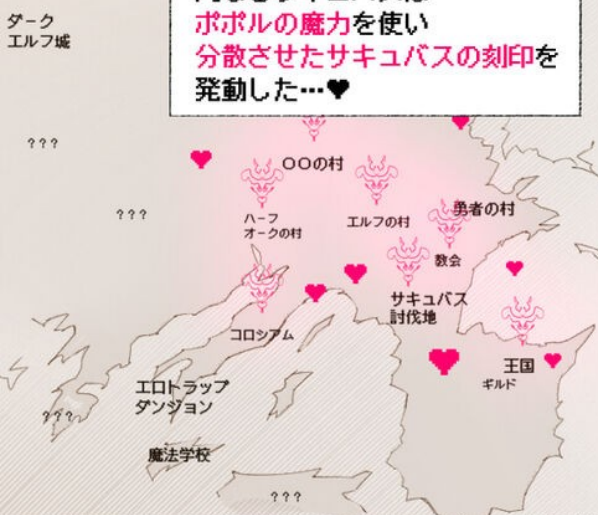 ポポルの魔力を使い
分散させたサキュバスの刻印を
発動した…♥
ダーク
エルフ城
???
???
〇〇の村
ハーフ
オークの村
エルフの村
勇者の村
教会
サキュバス
討伐地
コロシアム
王国
ギルド
エロトラップ
ダンジョン
???
魔法学校
???